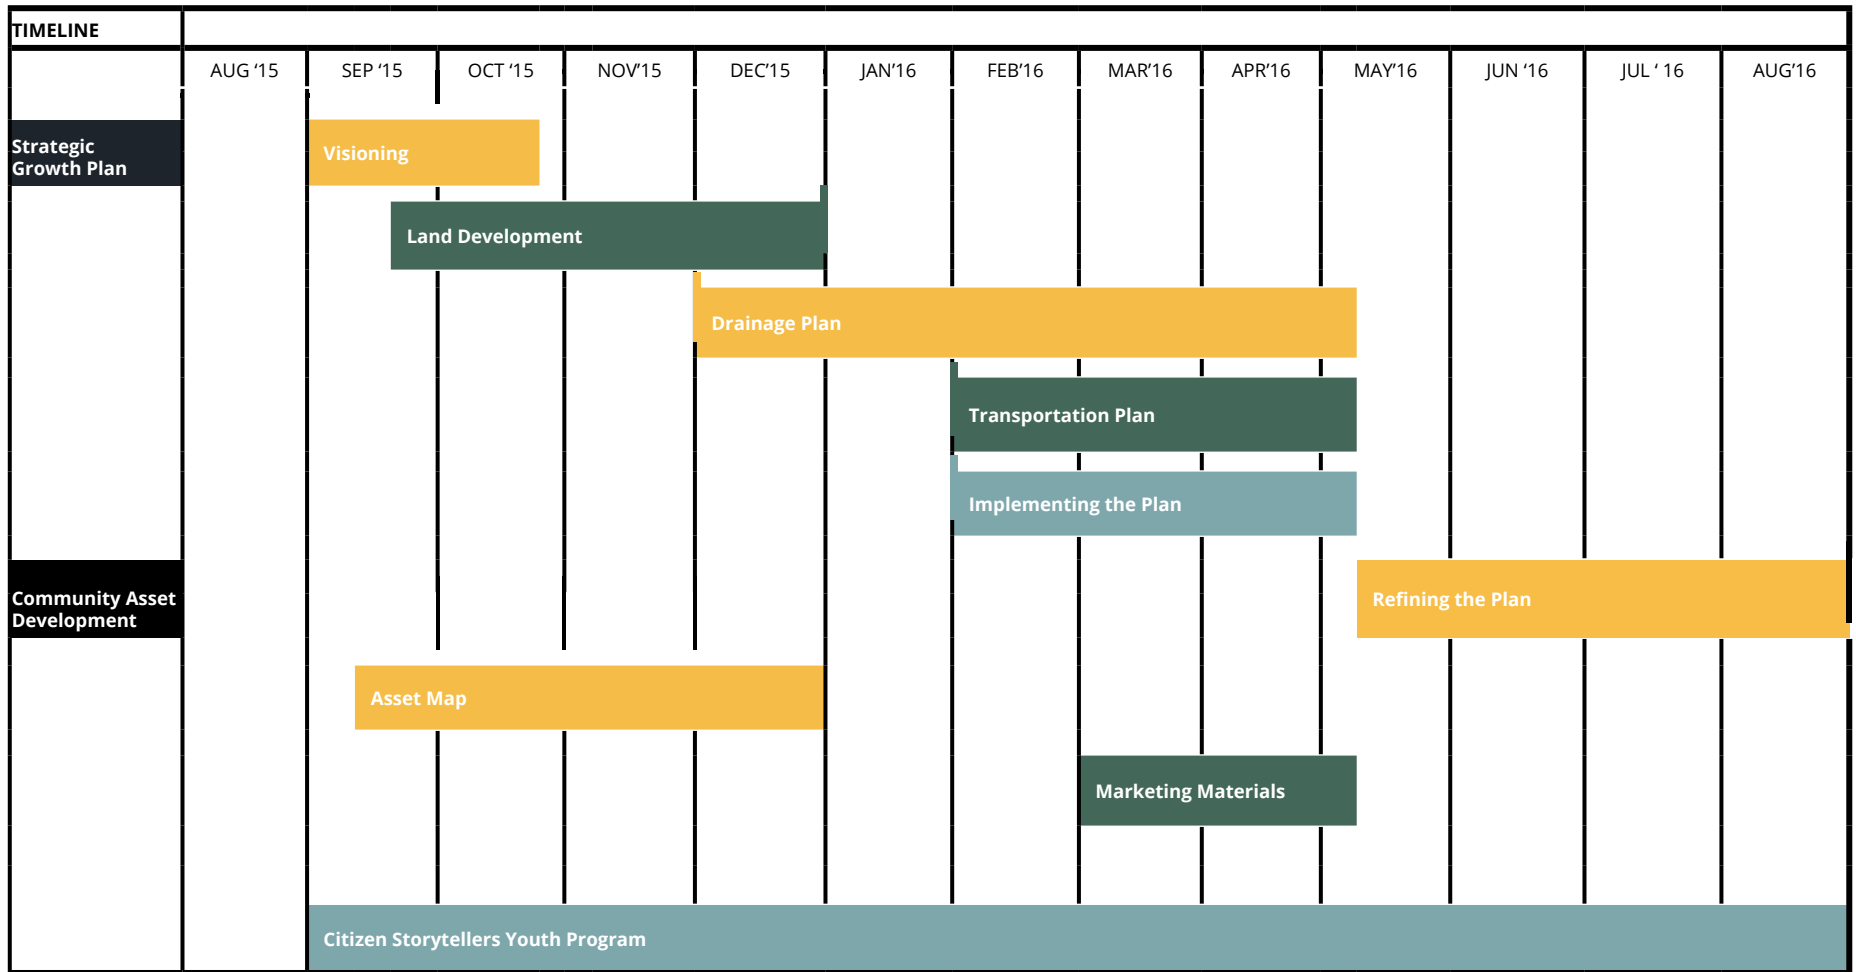 TIMELINE
AUG ‘15 SEP ‘15 OCT ‘15 NOV’15 DEC’15 JAN’16 FEB’16 MAR’16 APR’16 MAY’16 JUN ‘16 JUL ‘ 16 AUG’16
Strategic
Growth Plan
Visioning
Land Development
Drainage Plan
Transportation Plan
Implementing the Plan
Community Asset
Development
Refining the Plan
Asset Map
Marketing Materials
Citizen Storytellers Youth Program